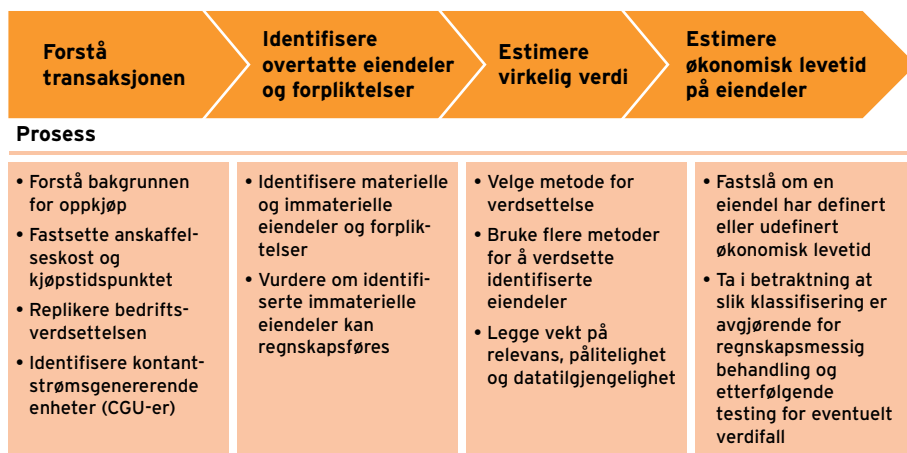 Forstå
transaksjonen
Identifisere
overtatte eiendeler
og forpliktelser
Estimere
virkelig verdi
Estimere
økonomisk levetid
på eiendeler
Prosess
• Forstå bakgrunnen
for oppkjøp
• Fastsette anskaffel-
seskost og
kjøpstidspunktet
• Replikere bedrifts-
verdsettelsen
• Identifisere kontant-
strømsgenererende
enheter (CGU-er)
• Identifisere materielle
og immaterielle
eiendeler og forplik-
telser
• Vurdere om identifi-
serte immaterielle
eiendeler kan
regnskapsføres
• Velge metode for
verdsettelse
• Bruke flere metoder
for å verdsette
identifiserte
eiendeler
• Legge vekt på
relevans, pålitelighet
og datatilgjengelighet
• Fastslå om en
eiendel har definert
eller udefinert
økonomisk levetid
• Ta i betraktning at
slik klassifisering er
avgjørende for
regnskapsmessig
behandling og
etterfølgende
testing for eventuelt
verdifall